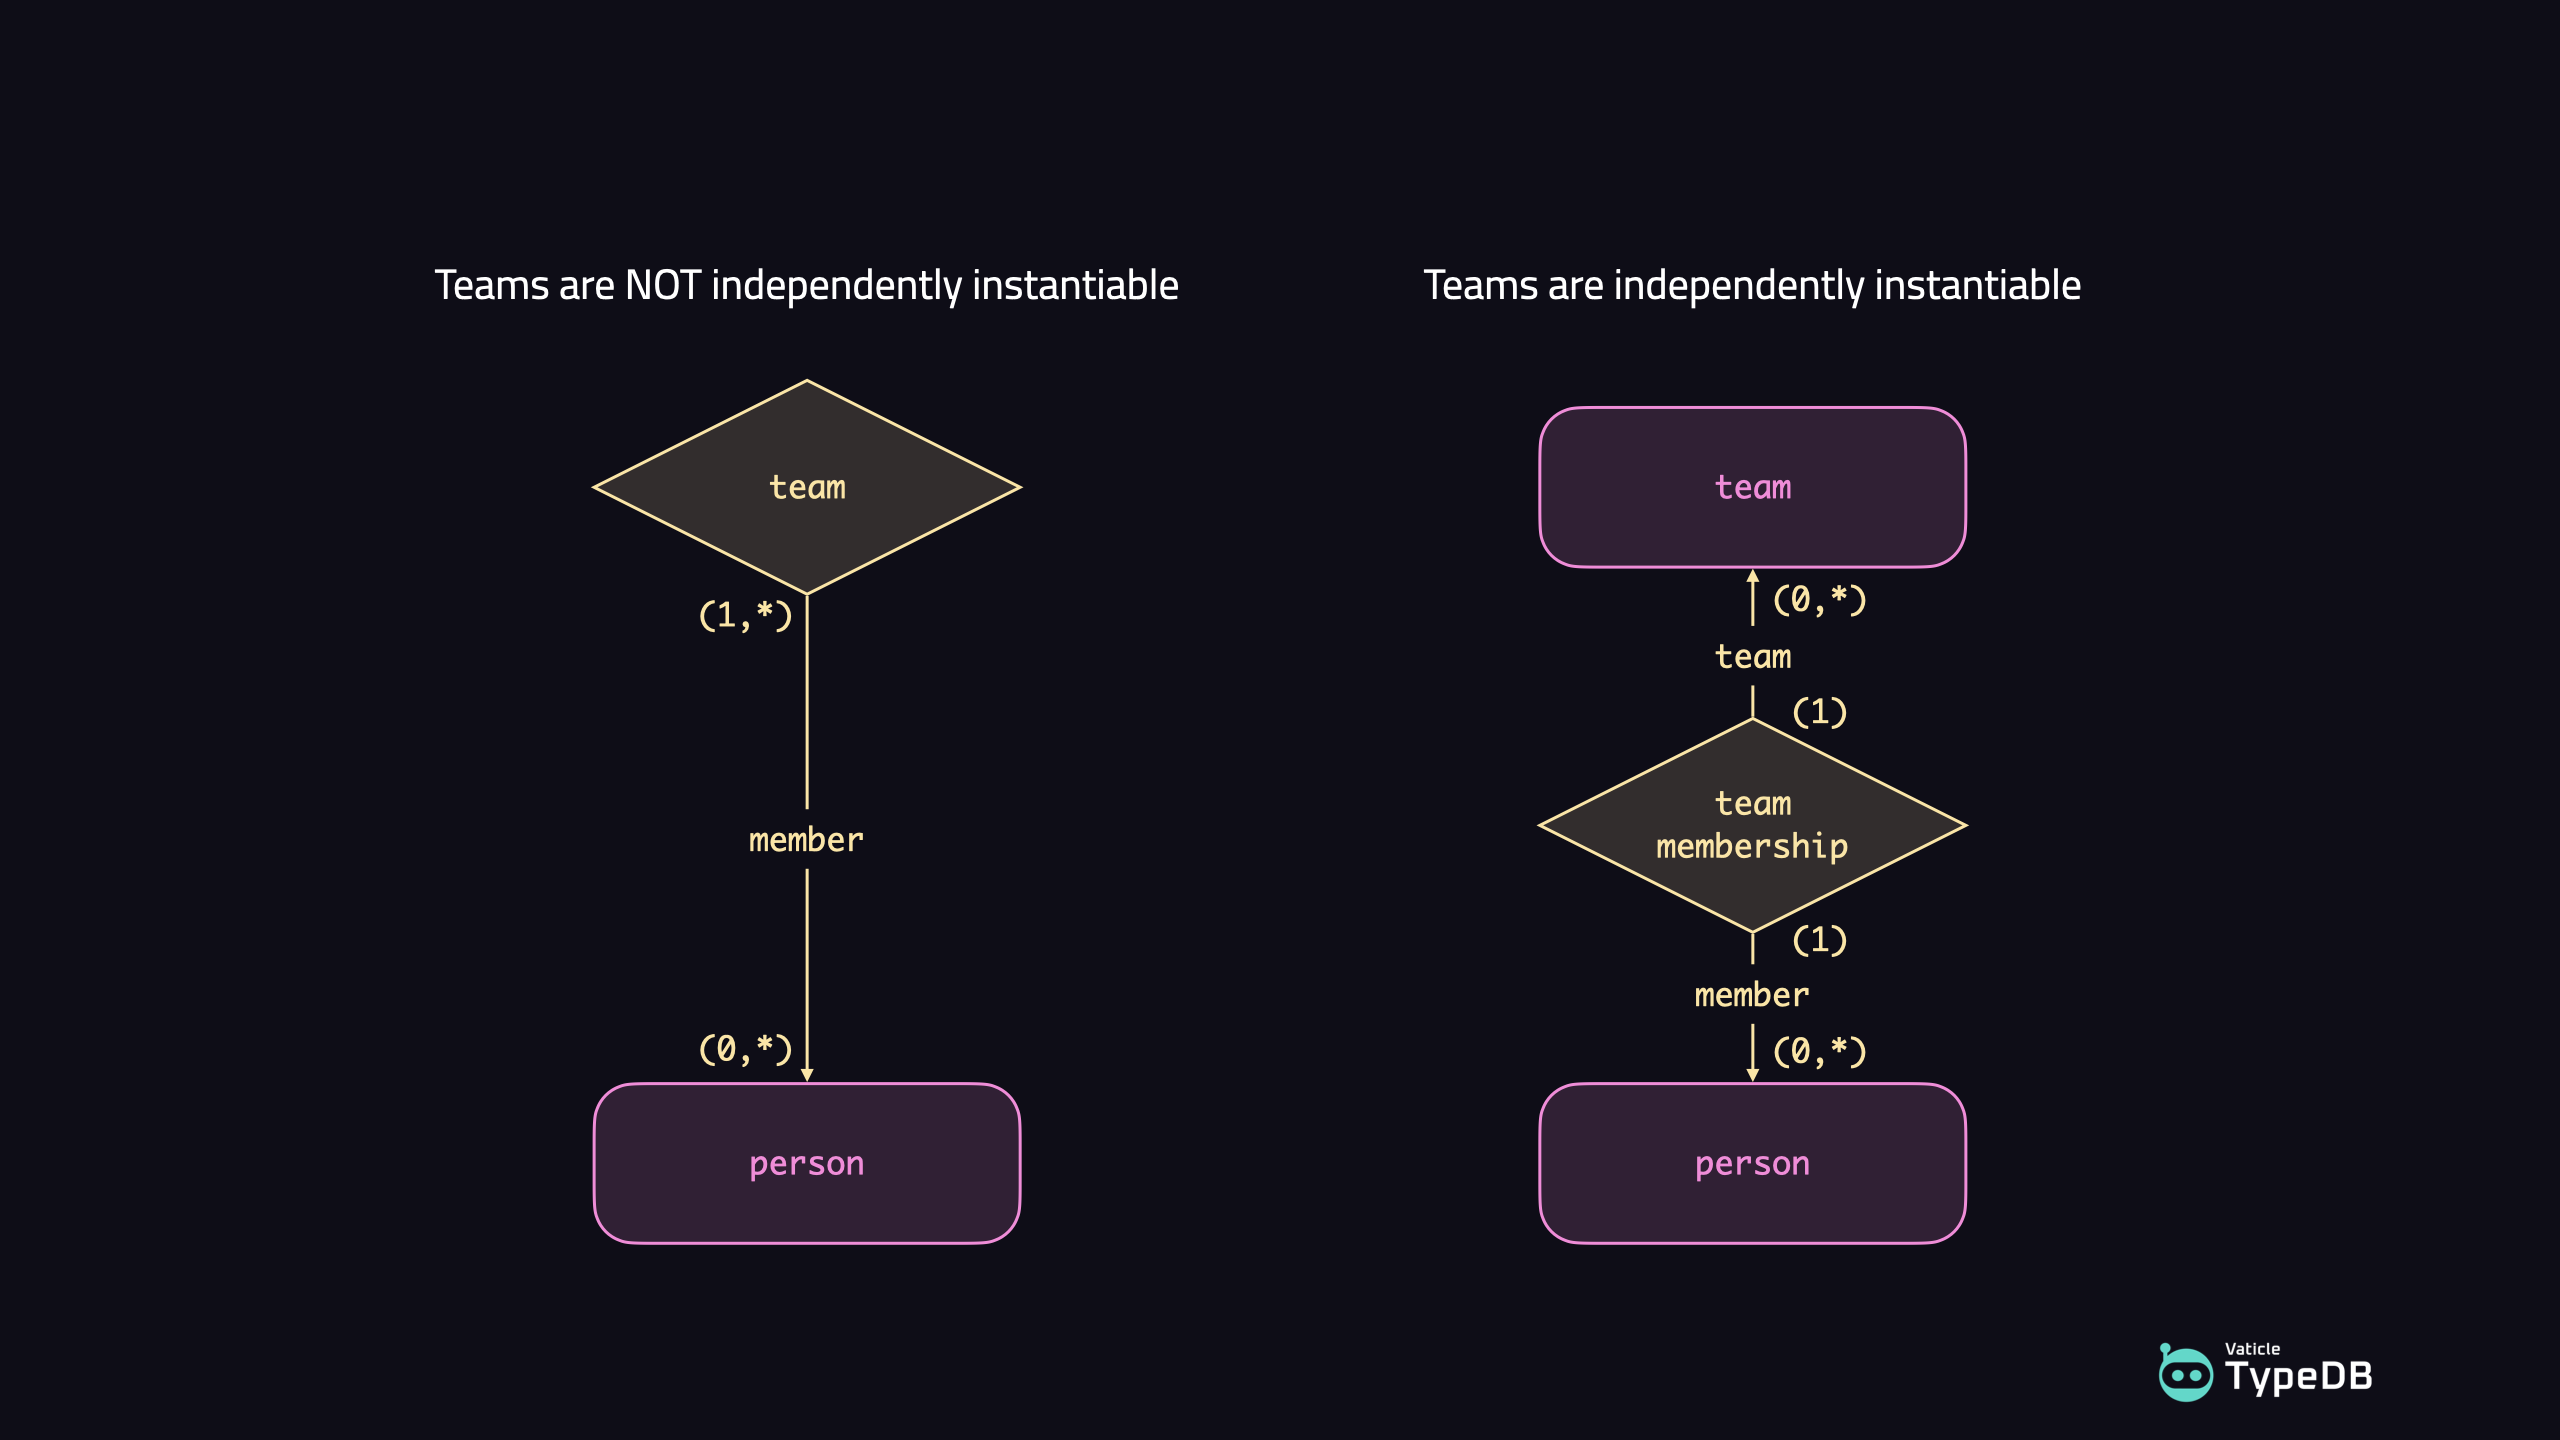 Teams are NOT independently instantiable
team
(1,*)
member
(0,*)
person
Teams are independently instantiable
team
(0,*)
team
(1)
team
membership
(1)
member
(0,*)
person
Vaticle
TypeDB